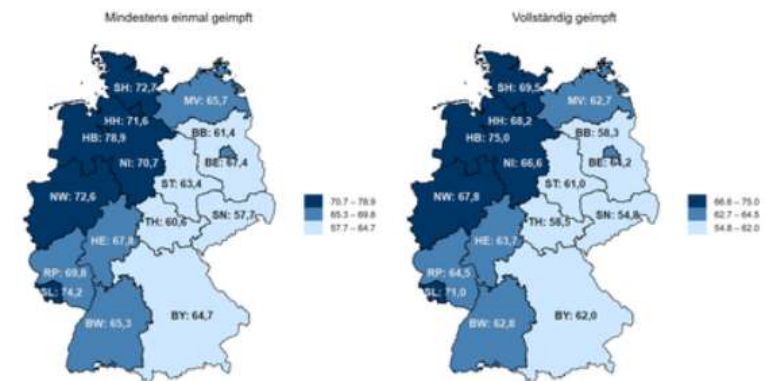 Mindestens einmal geimpft
SH: 72,7
MV: 65,7
HH: 71,6
HB: 78,9
BB: 61,4
BE: 67,4
NI: 70,7
ST: 63,4
NW: 72,6
SN: 57,7
TH: 60,6
HE: 67,8
RP: 69,8
SL: 74,2
BY: 64,7
BW: 65,3
70.7 – 78.9
65.3 – 69.8
57.7 – 64.7
Vollständig geimpft
SH: 69,5
MV: 62,7
HH: 68,2
HB: 75,0
BB: 58,3
BE: 64,2
NI: 66,6
ST: 61,0
NW: 67,8
SN: 54,8
TH: 58,5
HE: 63,7
RP: 64,5
SL: 71,0
BY: 62,0
BW: 62,8
66.6 – 75.0
62.7 – 64.5
54.8 – 62.0